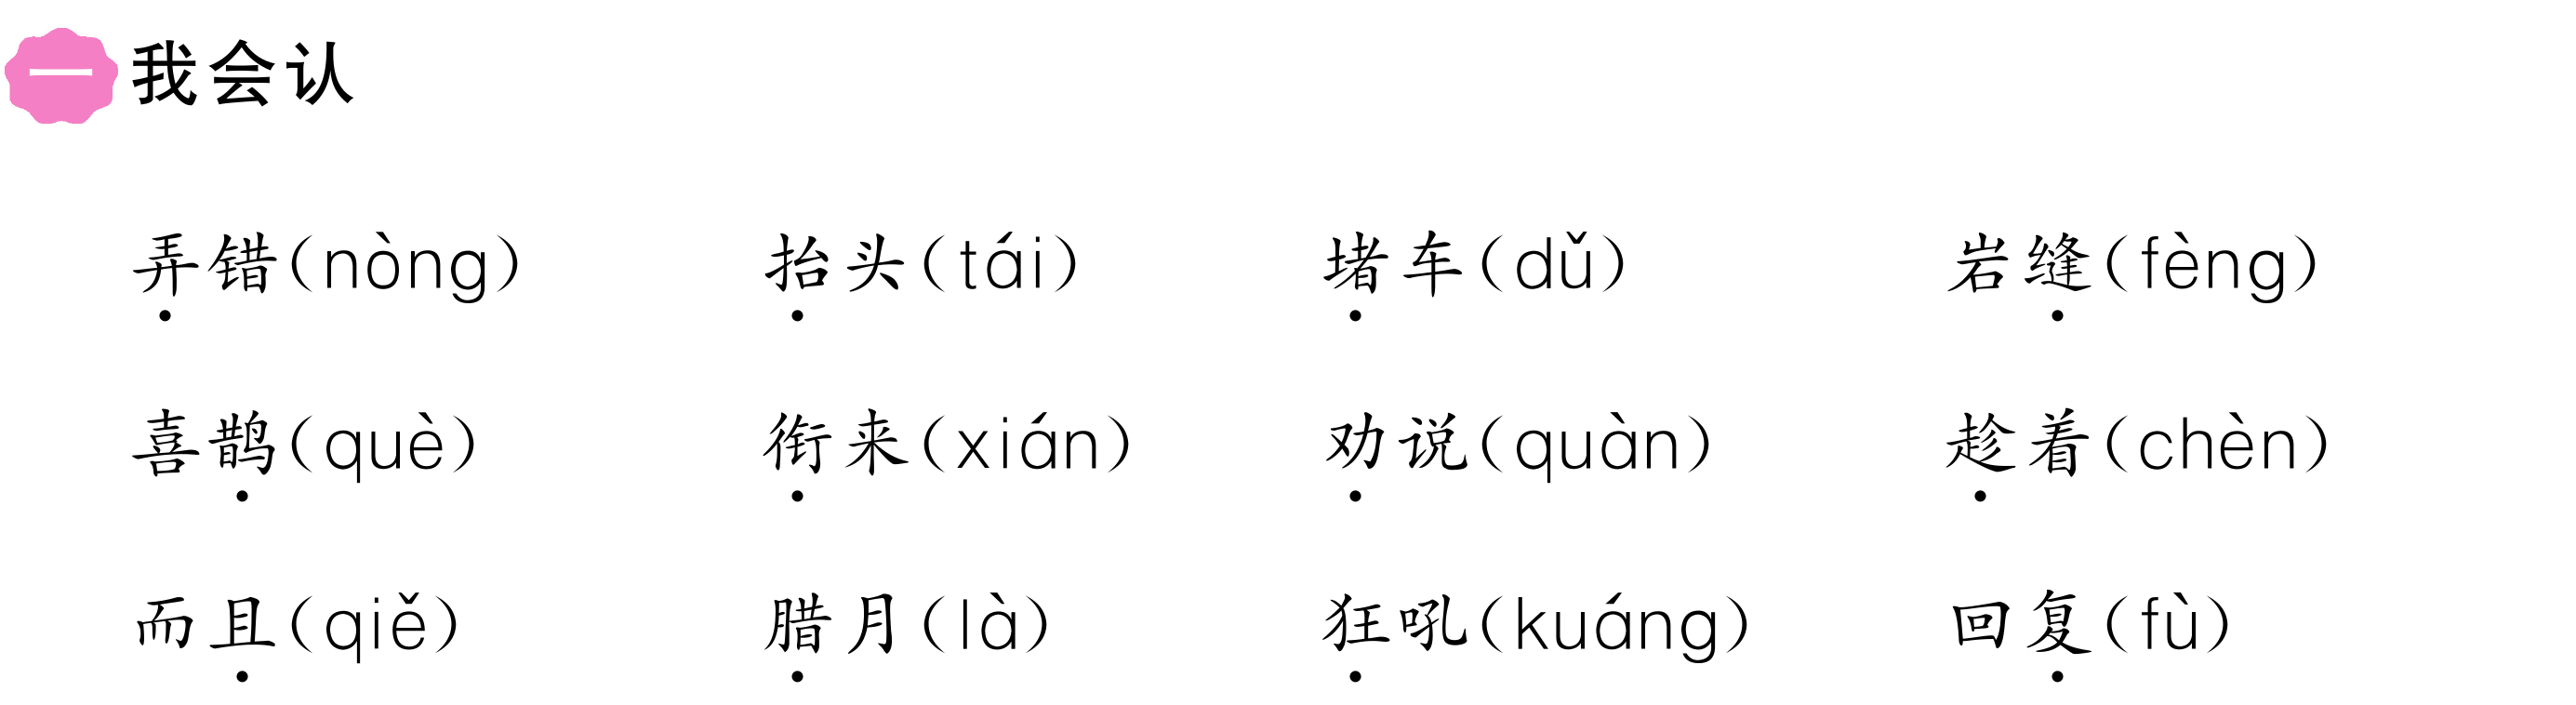 一 我会认
弄错(nòng) 抬头(tái) 堵车(dǔ) 岩缝(fèng)
喜鹊(què) 衔来(xián) 劝说(quàn) 趁着(chèn)
而且(qiě) 腊月(là) 狂吼(kuáng) 回复(fù)